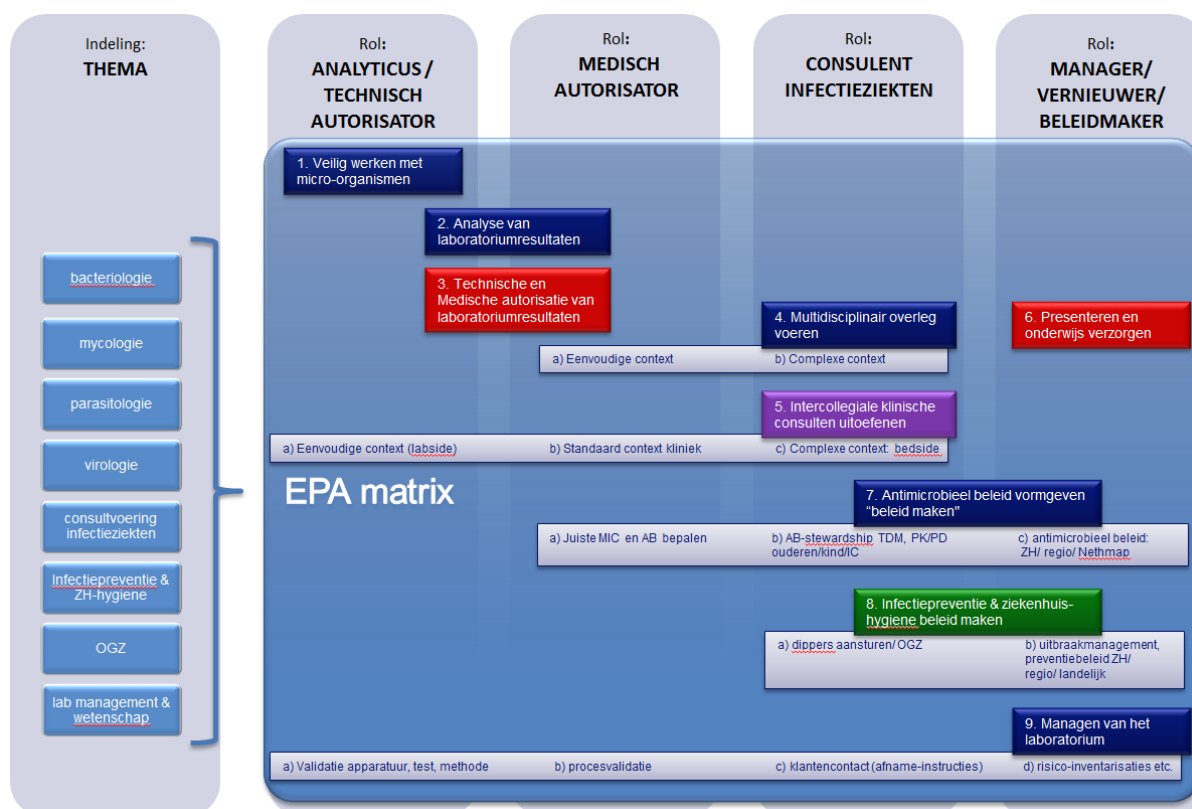 Indeling:
THEMA
Rol:
ANALYTICUS /
TECHNISCH
AUTORISATOR
Rol:
MEDISCH
AUTORISATOR
Rol:
CONSULENT
INFECTIEZIEKTEN
Rol:
MANAGER/
VERNIEUWER/
BELEIDMAKER
bacteriologie
mycologie
parasitologie
virologie
consultvoering
infectieziekten
Infectiepreventie &
ZH-hygiene
OGZ
lab management &
wetenschap
1. Veilig werken met
micro-organismen
2. Analyse van
laboratoriumresultaten
3. Technische en
Medische autorisatie van
laboratoriumresultaten
4. Multidisciplinair overleg
voeren
6. Presenteren en
onderwijs verzorgen
a) Eenvoudige context
b) Complexe context
5. Intercollegiale klinische
consulten uitoefenen
a) Eenvoudige context (labside)
b) Standaard context kliniek
c) Complexe context: bedside
EPA matrix
7. Antimicrobieel beleid vormgeven
"beleid maken"
a) Juiste MIC en AB bepalen
b) AB-stewardship TDM, PK/PD
ouderen/kind/IC
c) antimicrobieel beleid:
ZH/ regio/ Nethmap
8. Infectiepreventie & ziekenhuis-
hygiene beleid maken
a) dippers aansturen/ OGZ
b) uitbraakmanagement,
preventiebeleid ZH/
regio/ landelijk
9. Managen van het
laboratorium
a) Validatie apparatuur, test, methode
b) procesvalidatie
c) klantencontact (afname-instructies)
d) risico-inventarisaties etc.